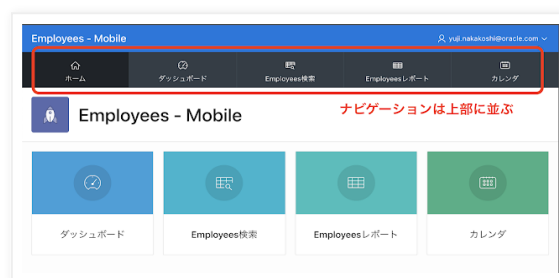 Employees - Mobile yuji.nakakoshi@oracle.com
ホーム ダッシュボード Employees検索 Employeesレポート カレンダ
Employees - Mobile
ナビゲーションは上部に並ぶ
ダッシュボード Employees検索 Employeesレポート カレンダ